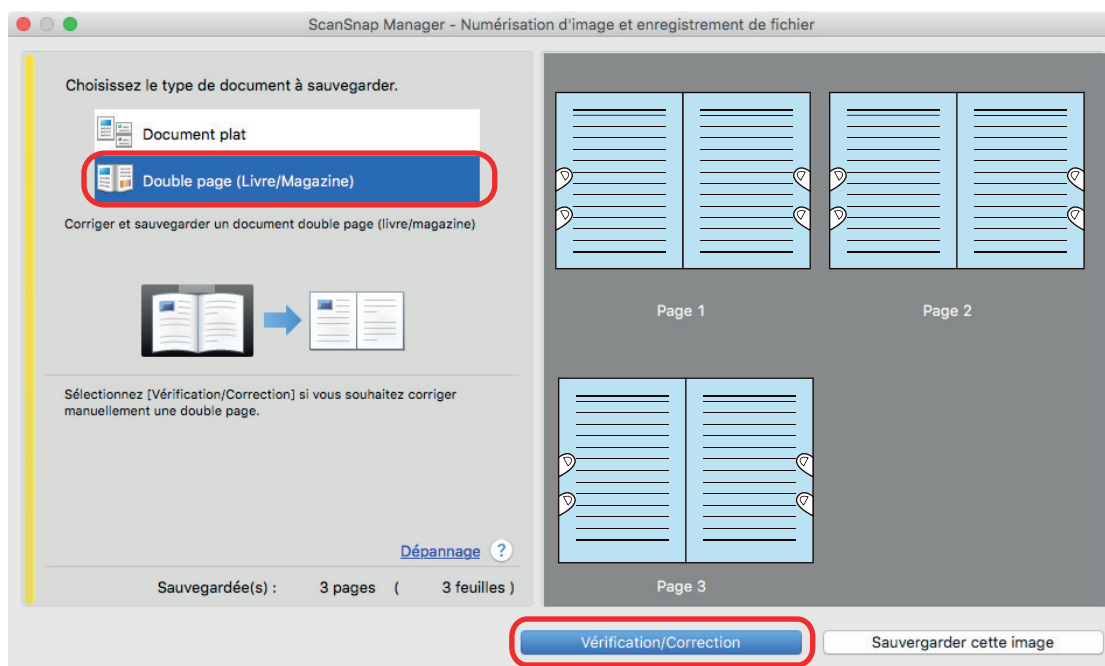 ScanSnap Manager - Numérisation d'image et enregistrement de fichier
Choisissez le type de document à sauvegarder.
Document plat
Double page (Livre/Magazine)
Corriger et sauvegarder un document double page (livre/magazine)
Sélectionnez [Vérification/Correction] si vous souhaitez corriger
manuellement une double page.
Dépannage ?
Sauvegardée(s) : 3 pages ( 3 feuilles )
Page 1
Page 2
Page 3
Vérification/Correction
Sauvergarder cette image